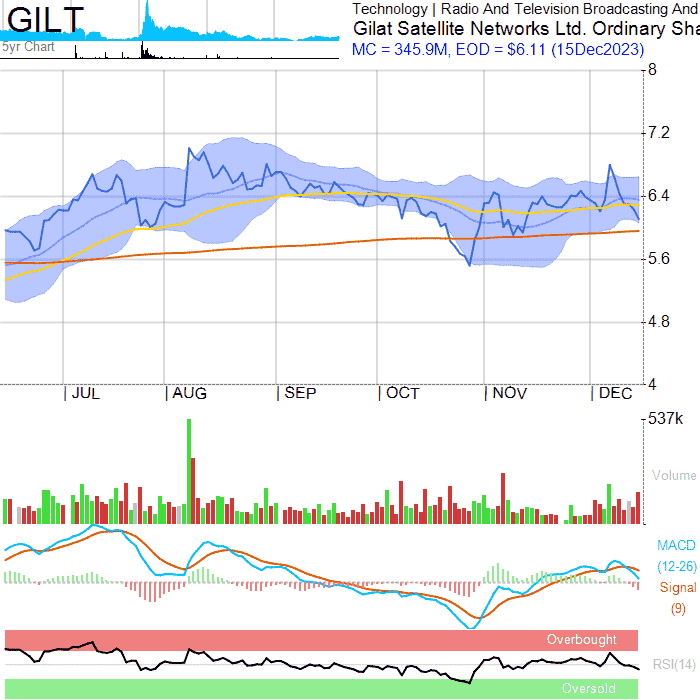 GILT
5yr Chart
Technology | Radio And Television Broadcasting And
Gilat Satellite Networks Ltd. Ordinary Sha
MC = 345.9M, EOD = $6.11 (15Dec2023)
8
7.2
6.4
5.6
4.8
4
JUL AUG SEP OCT NOV DEC
537k
Volume
MACD
(12-26)
Signal
(9)
Overbought
RSI(14)
Oversold